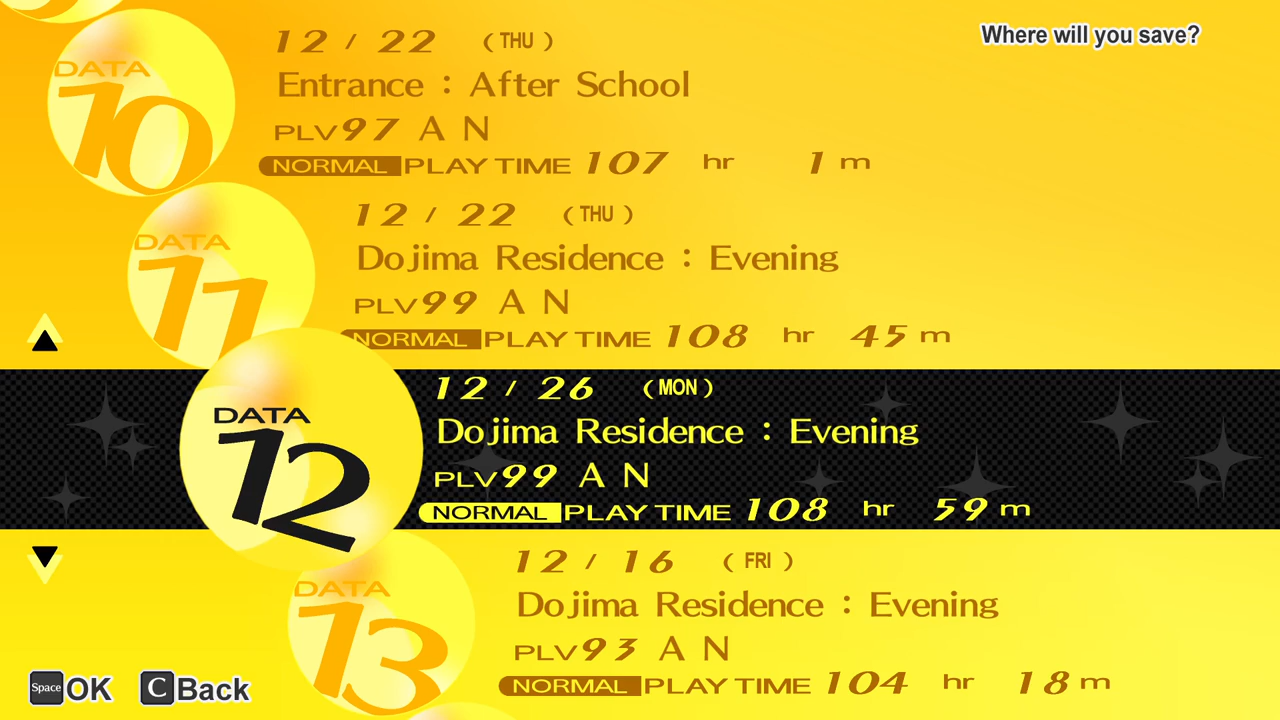 Where will you save?
DATA 10
12 / 22 (THU)
Entrance : After School
PLV97 A N
NORMAL PLAY TIME 107 hr 1 m
DATA 11
12 / 22 (THU)
Dojima Residence : Evening
PLV99 A N
NORMAL PLAY TIME 108 hr 45 m
DATA 12
12 / 26 (MON)
Dojima Residence : Evening
PLV99 A N
NORMAL PLAY TIME 108 hr 59 m
DATA 13
12 / 16 (FRI)
Dojima Residence : Evening
PLV93 A N
NORMAL PLAY TIME 104 hr 18 m
Space OK C Back